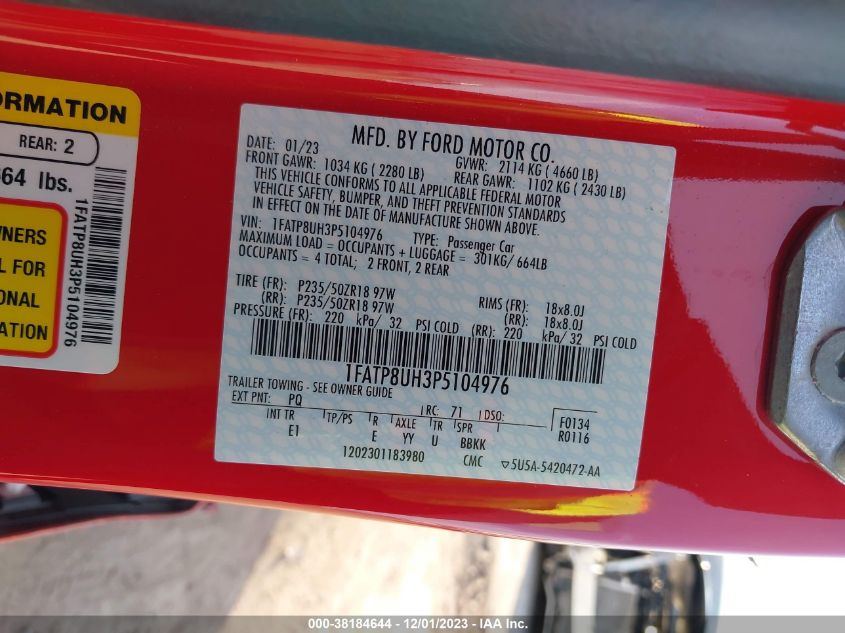 ORMATION
REAR: 2
664 lbs.
1FATP8UH3P5104976
WNERS
L FOR
ONAL
ATION
MFD. BY FORD MOTOR CO.
DATE: 01/23 GVWR: 2114 KG ( 4660 LB)
FRONT GAWR: 1034 KG ( 2280 LB) REAR GAWR: 1102 KG ( 2430 LB)
THIS VEHICLE CONFORMS TO ALL APPLICABLE FEDERAL MOTOR
VEHICLE SAFETY, BUMPER, AND THEFT PREVENTION STANDARDS
IN EFFECT ON THE DATE OF MANUFACTURE SHOWN ABOVE.
VIN: 1FATP8UH3P5104976 TYPE: Passenger Car
MAXIMUM LOAD = OCCUPANTS + LUGGAGE = 301KG/ 664LB
OCCUPANTS = 4 TOTAL; 2 FRONT, 2 REAR
TIRE (FR): P235/50ZR18 97W RIMS (FR): 18x8.0J
(RR): P235/50ZR18 97W (RR): 18x8.0J
PRESSURE (FR): 220 kPa/ 32 PSI COLD (RR): 220 kPa/ 32 PSI COLD
1FATP8UH3P5104976
TRAILER TOWING - SEE OWNER GUIDE
EXT PNT: PQ RC: 71 DSO: F0134
INT TR TP/PS R AXLE TR SPR R0116
E1 E YY U BBKK
1202301183980 CMC ▽5U5A-5420472-AA
000-38184644 - 12/01/2023 - IAA Inc.